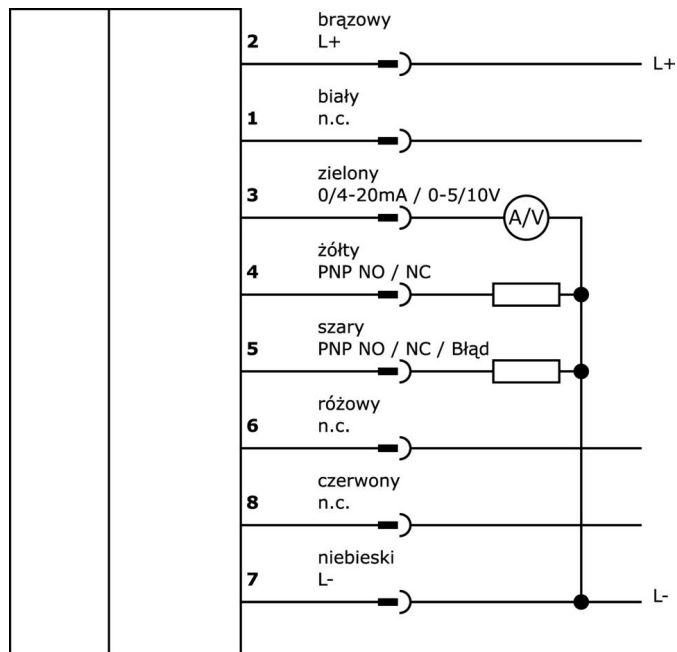 brązowy
2 L+
L+
biały
1 n.c.
zielony
3 0/4-20mA / 0-5/10V
A/V
żółty
4 PNP NO / NC
szary
5 PNP NO / NC / Błąd
różowy
6 n.c.
czerwony
8 n.c.
niebieski
7 L-
L-